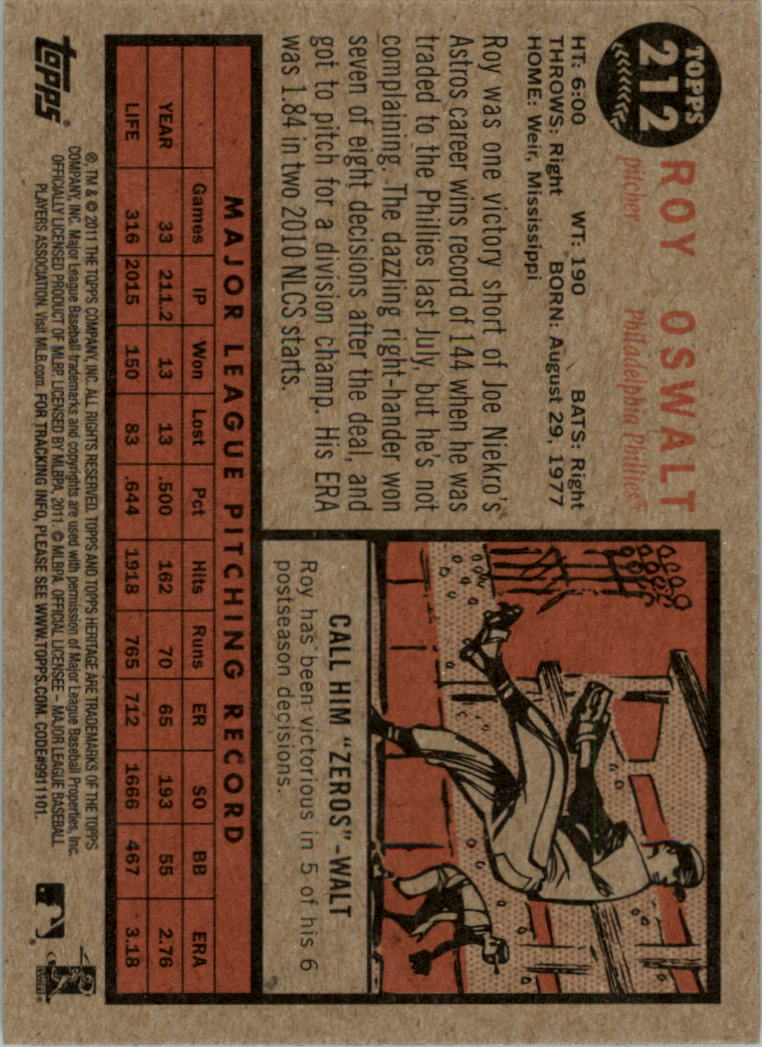 TOPPS
212
ROY OSWALT
pitcher Philadelphia Phillies®
HT: 6:00 WT: 190 BATS: Right
THROWS: Right BORN: August 29, 1977
HOME: Weir, Mississippi
Roy was one victory short of Joe Niekro's
Astros career wins record of 144 when he was
traded to the Phillies last July, but he's not
complaining. The dazzling right-hander won
seven of eight decisions after the deal, and
got to pitch for a division champ. His ERA
was 1.84 in two 2010 NLCS starts.
CALL HIM "ZEROS"-WALT
Roy has been victorious in 5 of his 6
postseason decisions.
MAJOR LEAGUE PITCHING RECORD
Games IP Won Lost Pct Hits Runs ER SO BB ERA
YEAR 33 211.2 13 13 .500 162 70 65 193 55 2.76
LIFE 316 2015 150 83 .644 1918 765 712 1666 467 3.18
topps®
®, TM & © 2011 THE TOPPS COMPANY, INC. ALL RIGHTS RESERVED. TOPPS AND TOPPS HERITAGE ARE TRADEMARKS OF THE TOPPS
COMPANY, INC. Major League Baseball trademarks and copyrights are used with permission of Major League Baseball Properties, Inc.
OFFICIALLY LICENSED PRODUCT OF MLBP. LICENSED BY MLBPA, 2011. © MLBPA. OFFICIAL LICENSEE – MAJOR LEAGUE BASEBALL
PLAYERS ASSOCIATION. Visit MLB.com. FOR TRACKING INFO, PLEASE SEE WWW.TOPPS.COM. CODE#9911101.